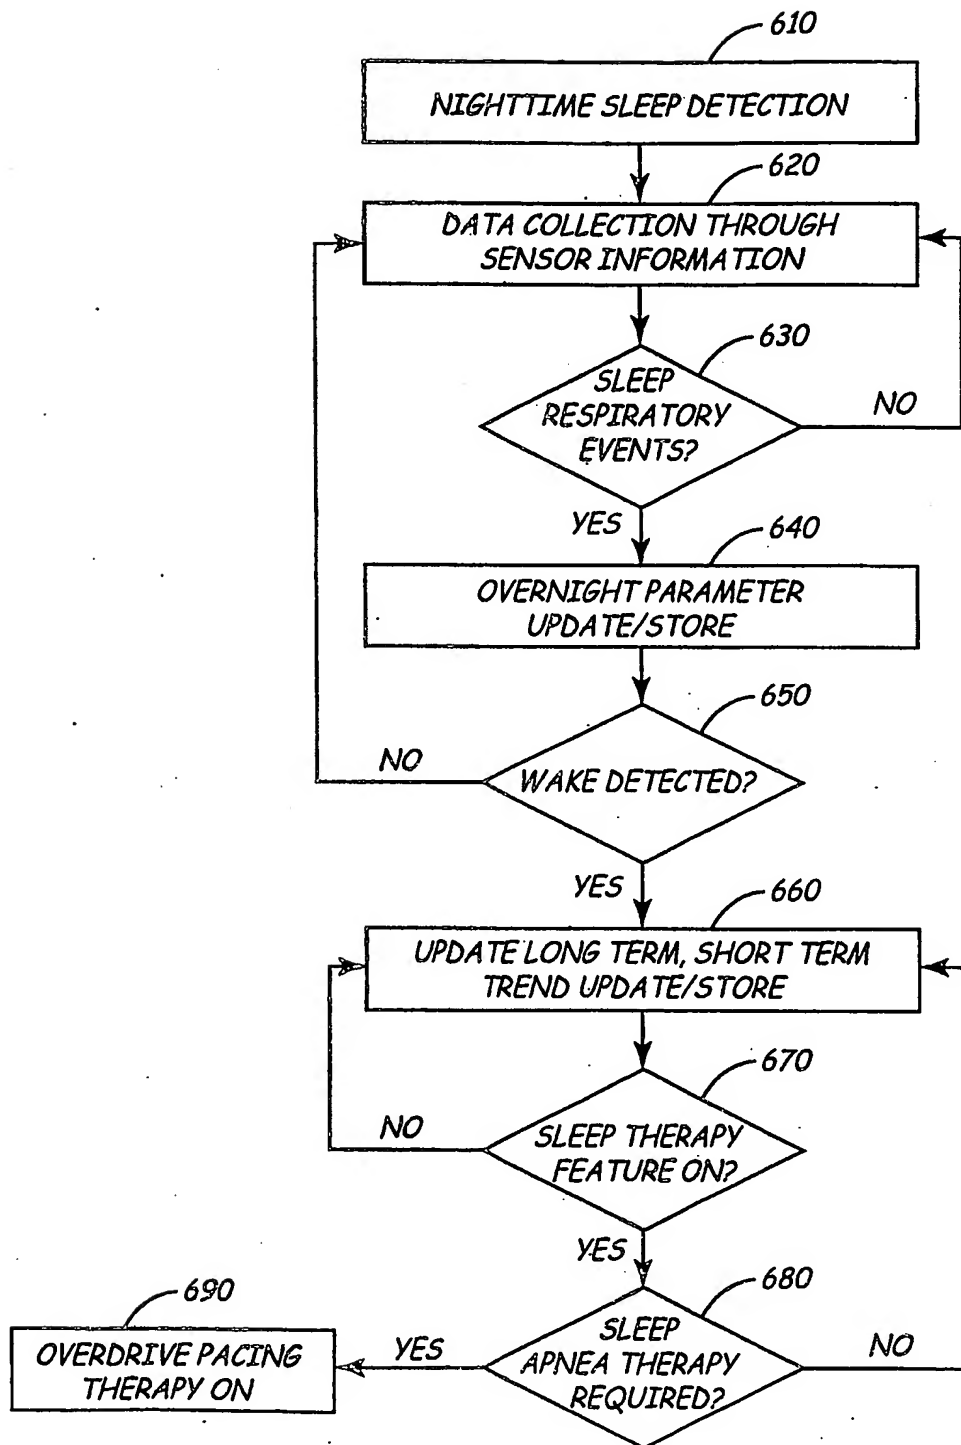 610
NIGHTTIME SLEEP DETECTION
620
DATA COLLECTION THROUGH
SENSOR INFORMATION
630
SLEEP
RESPIRATORY
EVENTS?
NO
YES
640
OVERNIGHT PARAMETER
UPDATE/STORE
650
NO
WAKE DETECTED?
YES
660
UPDATE LONG TERM, SHORT TERM
TREND UPDATE/STORE
670
NO
SLEEP THERAPY
FEATURE ON?
YES
680
690
OVERDRIVE PACING
THERAPY ON
YES
SLEEP
APNEA THERAPY
REQUIRED?
NO